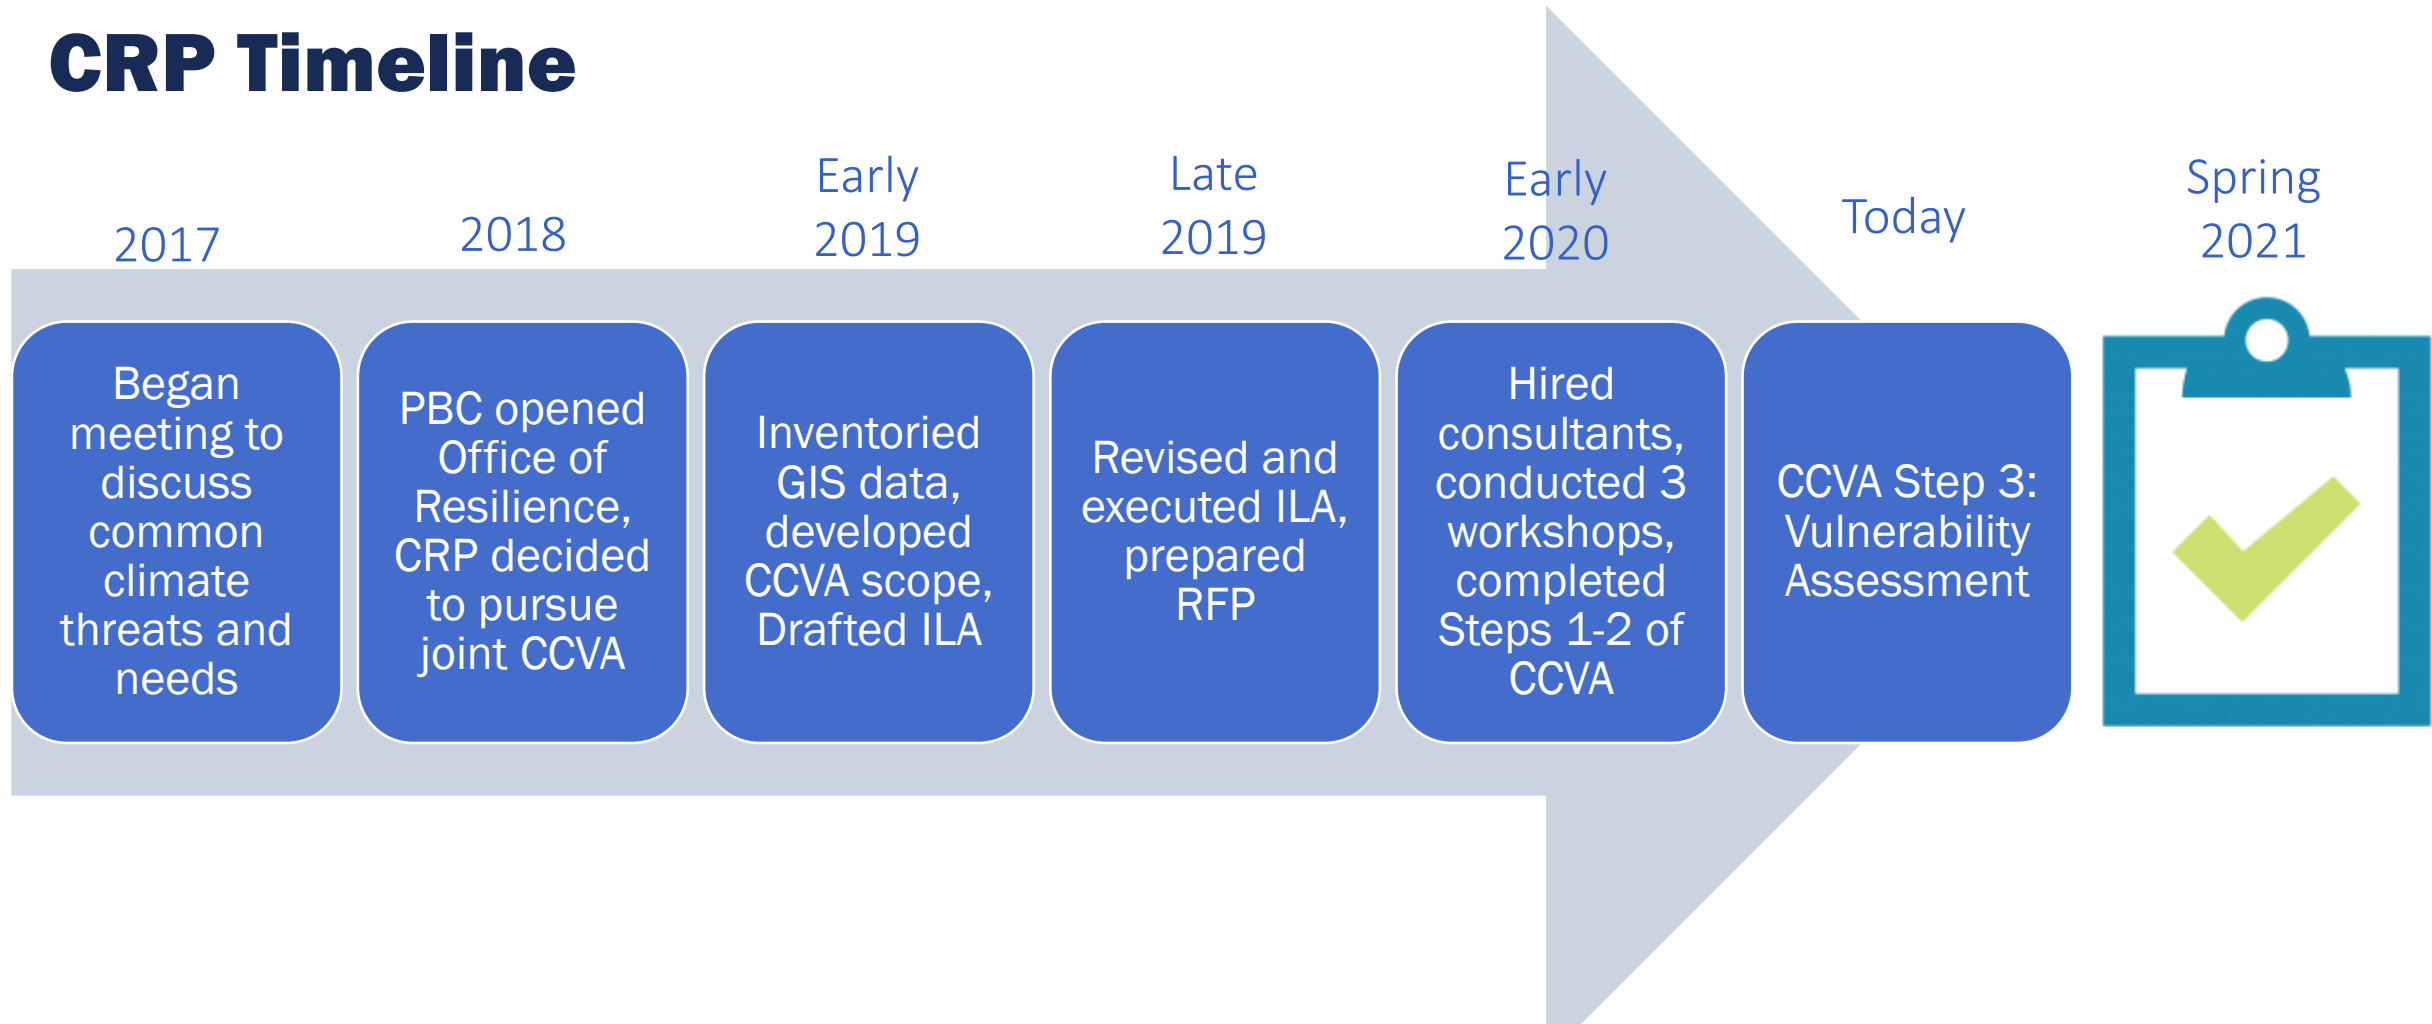 CRP Timeline
2017
Began
meeting to
discuss
common
climate
threats and
needs
2018
PBC opened
Office of
Resilience,
CRP decided
to pursue
joint CCVA
Early
2019
Inventoried
GIS data,
developed
CCVA scope,
Drafted ILA
Late
2019
Revised and
executed ILA,
prepared
RFP
Early
2020
Hired
consultants,
conducted 3
workshops,
completed
Steps 1-2 of
CCVA
Today
CCVA Step 3:
Vulnerability
Assessment
Spring
2021